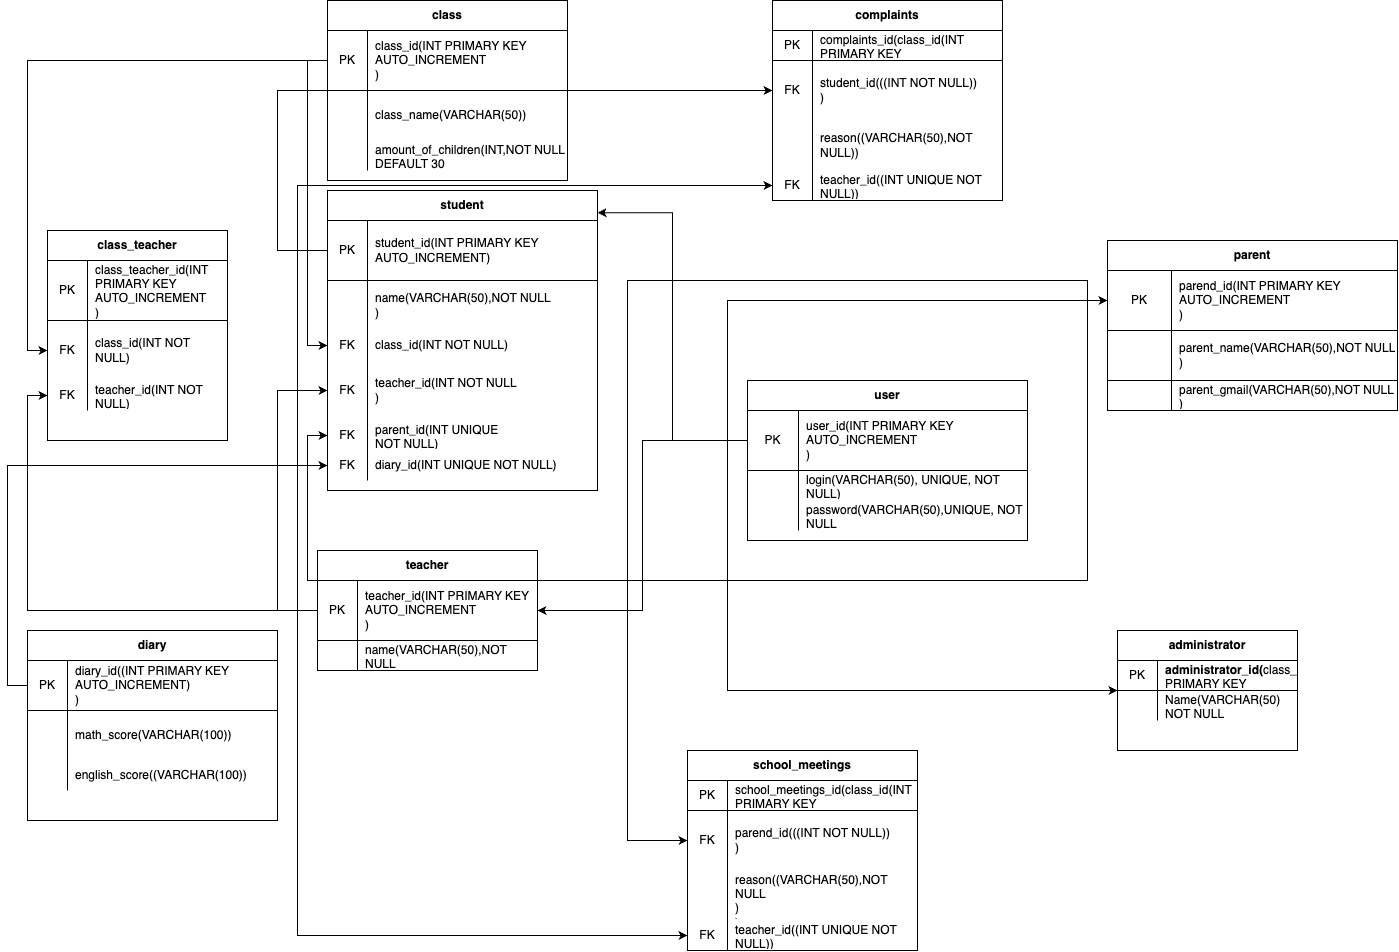 class
PK
class_id(INT PRIMARY KEY
AUTO_INCREMENT
)
class_name(VARCHAR(50))
amount_of_children(INT,NOT NULL
DEFAULT 30
complaints
PK
complaints_id(class_id(INT
PRIMARY KEY
FK
student_id(((INT NOT NULL))
)
reason((VARCHAR(50),NOT
NULL))
FK
teacher_id((INT UNIQUE NOT
NULL))
student
PK
student_id(INT PRIMARY KEY
AUTO_INCREMENT)
name(VARCHAR(50),NOT NULL
)
FK
class_id(INT NOT NULL)
FK
teacher_id(INT NOT NULL
)
FK
parent_id(INT UNIQUE
NOT NULL)
FK
diary_id(INT UNIQUE NOT NULL)
class_teacher
PK
class_teacher_id(INT
PRIMARY KEY
AUTO_INCREMENT
)
FK
class_id(INT NOT
NULL)
FK
teacher_id(INT NOT
NULL)
parent
PK
parend_id(INT PRIMARY KEY
AUTO_INCREMENT
)
parent_name(VARCHAR(50),NOT NULL
)
parent_gmail(VARCHAR(50),NOT NULL
)
user
PK
user_id(INT PRIMARY KEY
AUTO_INCREMENT
)
login(VARCHAR(50), UNIQUE, NOT
NULL)
password(VARCHAR(50),UNIQUE, NOT
NULL
teacher
PK
teacher_id(INT PRIMARY KEY
AUTO_INCREMENT
)
name(VARCHAR(50),NOT
NULL
diary
PK
diary_id((INT PRIMARY KEY
AUTO_INCREMENT)
)
math_score(VARCHAR(100))
english_score((VARCHAR(100))
administrator
PK
administrator_id(class_
PRIMARY KEY
Name(VARCHAR(50)
NOT NULL
school_meetings
PK
school_meetings_id(class_id(INT
PRIMARY KEY
FK
parend_id(((INT NOT NULL))
)
reason((VARCHAR(50),NOT
NULL
)
FK
teacher_id((INT UNIQUE NOT
NULL))